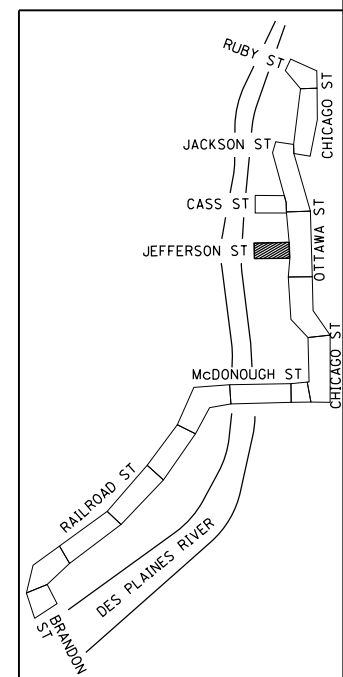 RUBY ST
CHICAGO ST
JACKSON ST
CASS ST
OTTAWA ST
JEFFERSON ST
CHICAGO ST
McDONOUGH ST
RAILROAD ST
DES PLAINES RIVER
BRANDON
ST